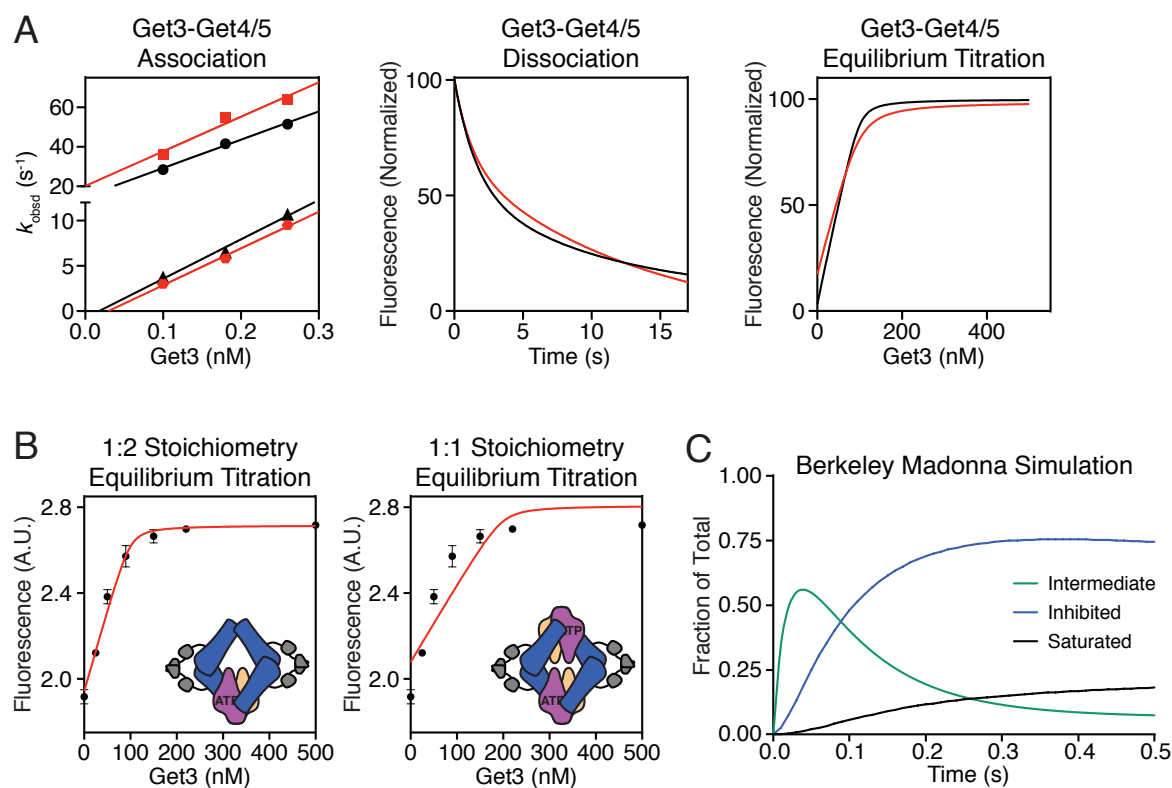 A
Get3-Get4/5
Association
k obsd (s-1)
60
40
20
10
5
0
0.0
0.1
0.2
0.3
Get3 (nM)
Get3-Get4/5
Dissociation
Fluorescence (Normalized)
100
50
0
0
5
10
15
Time (s)
Get3-Get4/5
Equilibrium Titration
Fluorescence (Normalized)
100
50
0
0
200
400
Get3 (nM)
B
1:2 Stoichiometry
Equilibrium Titration
Fluorescence (A.U.)
2.8
2.4
2.0
ATP
0
100
200
300
400
500
Get3 (nM)
1:1 Stoichiometry
Equilibrium Titration
Fluorescence (A.U.)
2.8
2.4
2.0
TP
ATP
0
100
200
300
400
500
Get3 (nM)
C
Berkeley Madonna Simulation
Fraction of Total
1.00
0.75
0.50
0.25
0.00
Intermediate
Inhibited
Saturated
0.0
0.1
0.2
0.3
0.4
0.5
Time (s)